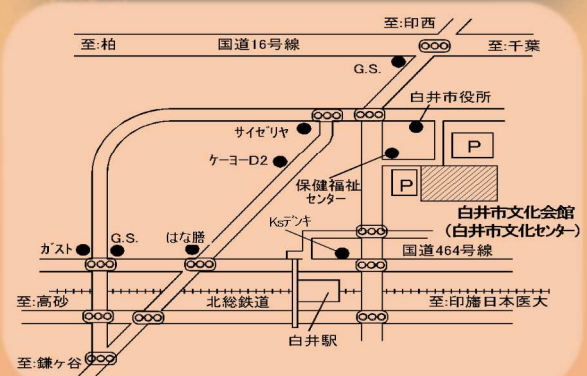 至:印西
至:柏
国道16号線
至:千葉
G.S.
白井市役所
サイゼリヤ
P
ケーヨーD2
保健福祉
センター
P
白井市文化会館
(白井市文化センター)
Ksデンキ
ガスト
G.S.
はな膳
国道464号線
至:高砂
北総鉄道
至:印旛日本医大
白井駅
至:鎌ヶ谷